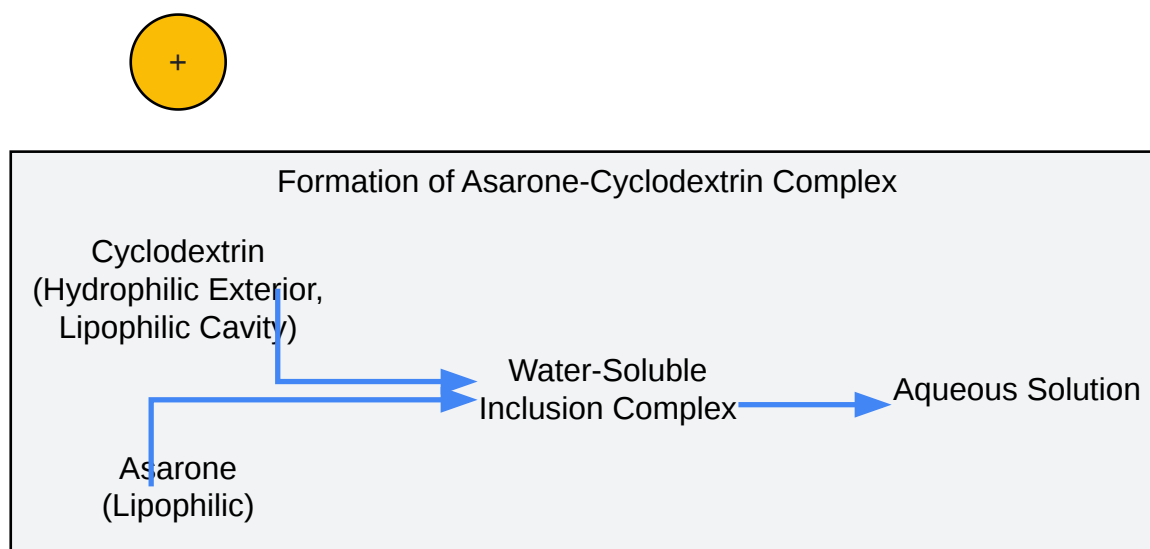 +
Formation of Asarone-Cyclodextrin Complex
Cyclodextrin
(Hydrophilic Exterior,
Lipophilic Cavity)
Water-Soluble
Inclusion Complex
Aqueous Solution
Asarone
(Lipophilic)